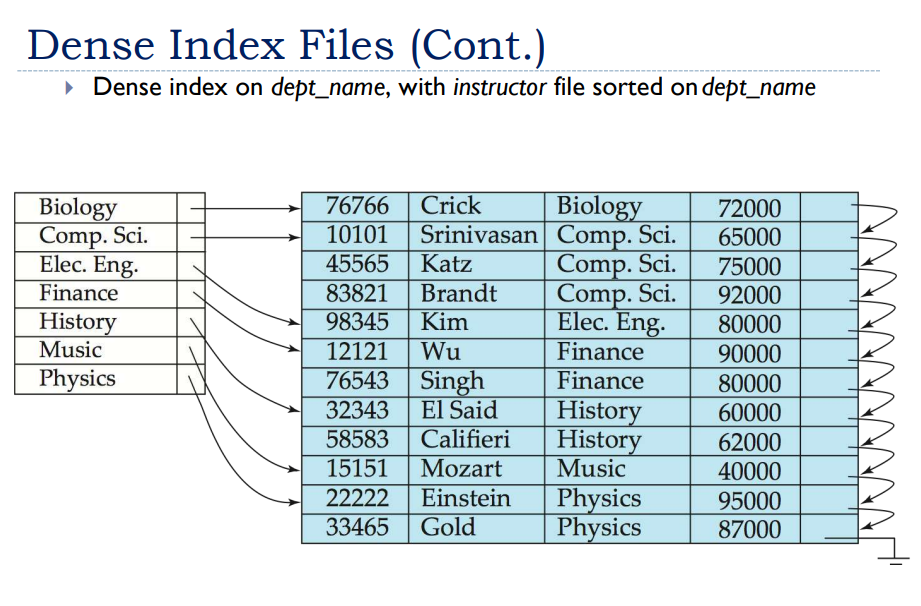 Dense Index Files (Cont.)
Dense index on dept_name, with instructor file sorted on dept_name
Biology
Comp. Sci.
Elec. Eng.
Finance
History
Music
Physics
76766 Crick Biology 72000
10101 Srinivasan Comp. Sci. 65000
45565 Katz Comp. Sci. 75000
83821 Brandt Comp. Sci. 92000
98345 Kim Elec. Eng. 80000
12121 Wu Finance 90000
76543 Singh Finance 80000
32343 El Said History 60000
58583 Califieri History 62000
15151 Mozart Music 40000
22222 Einstein Physics 95000
33465 Gold Physics 87000